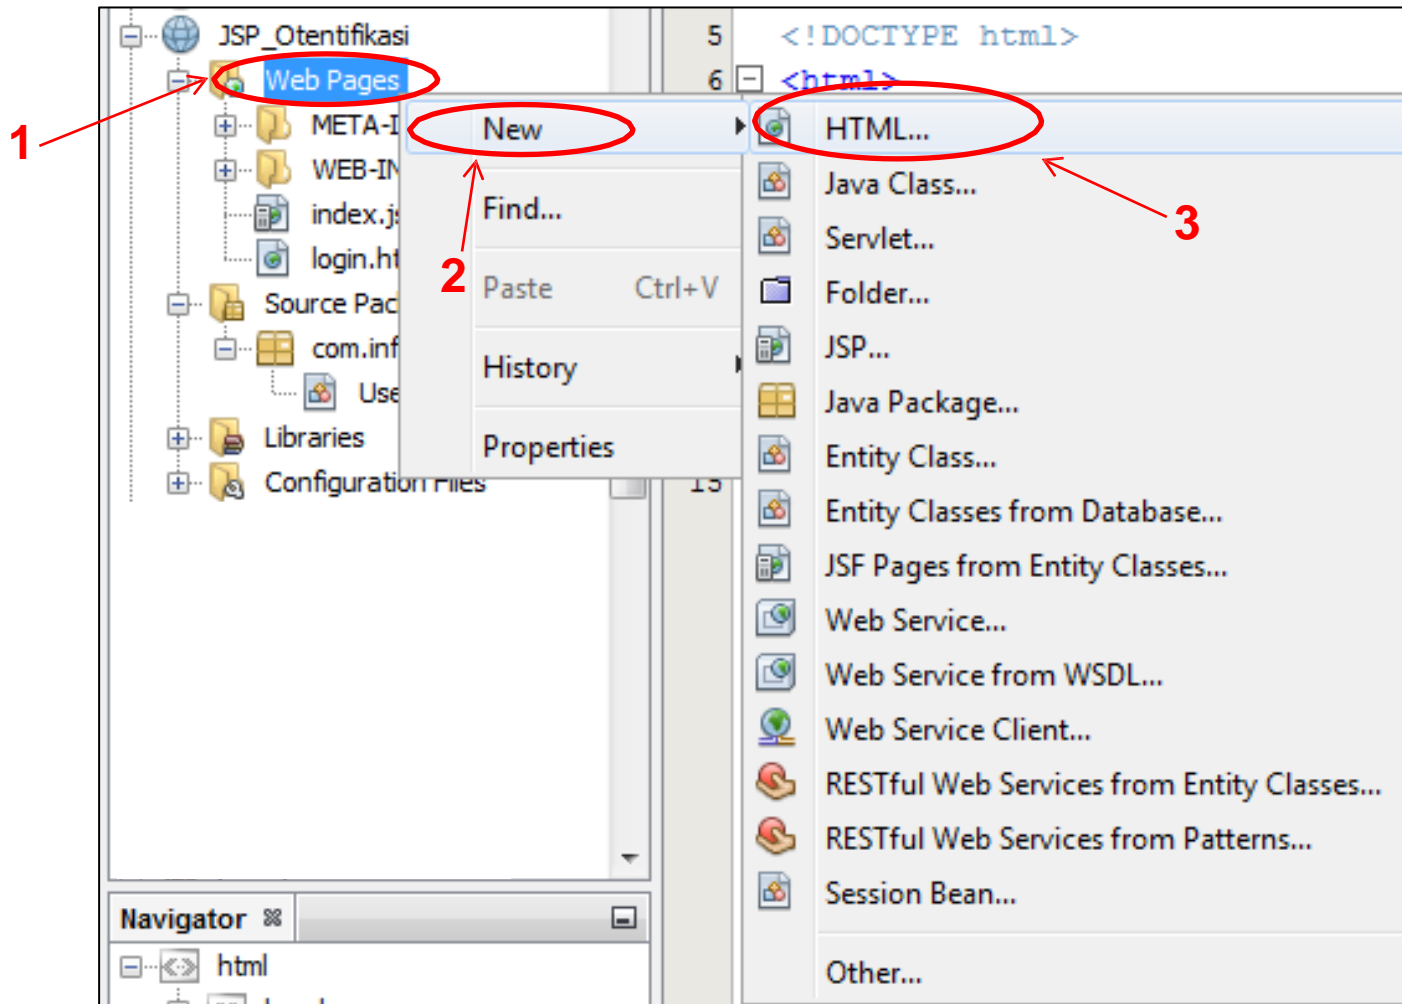 JSP_Otentifikasi
5 <!DOCTYPE html>
6 <html>
1
Web Pages
META-I
WEB-IN
index.js
login.ht
Source Pac
com.inf
Use
Libraries
Configuration Files
15
New
2
Find...
Paste Ctrl+V
History
Properties
HTML...
3
Java Class...
Servlet...
Folder...
JSP...
Java Package...
Entity Class...
Entity Classes from Database...
JSF Pages from Entity Classes...
Web Service...
Web Service from WSDL...
Web Service Client...
RESTful Web Services from Entity Classes...
RESTful Web Services from Patterns...
Session Bean...
Other...
Navigator
html